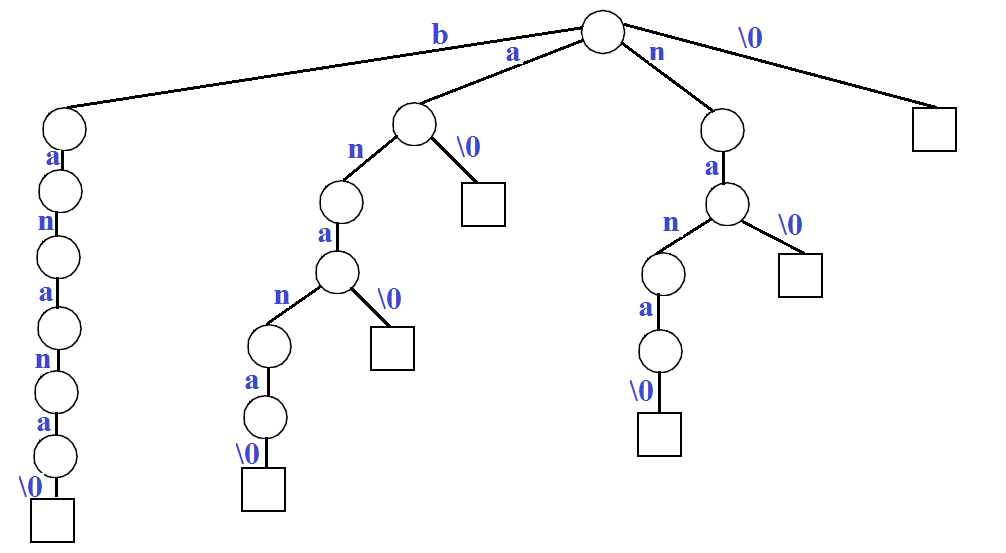 b a n \0
a n \0 a
n a n \0
a n \0 a
n a \0
a \0
\0